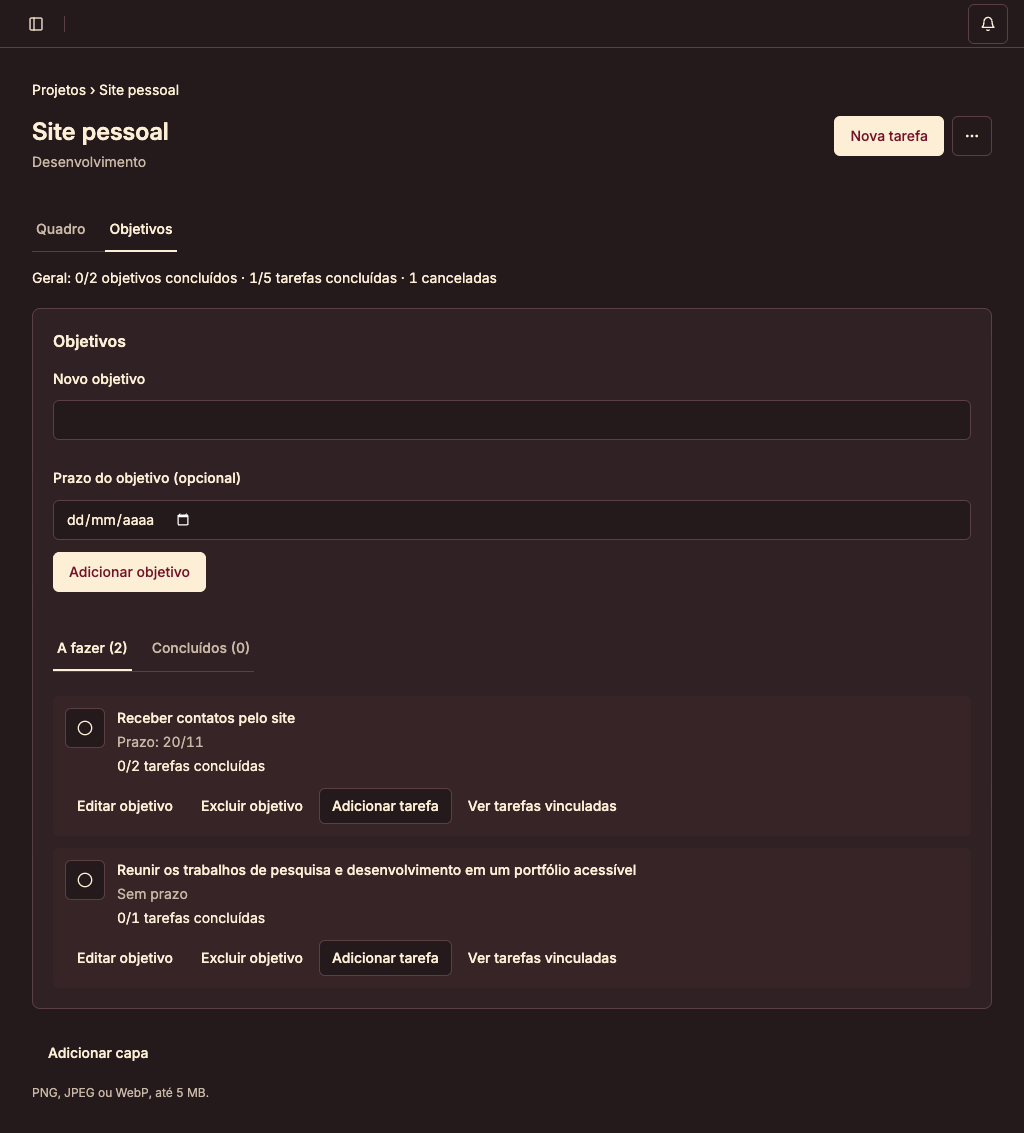 Projetos › Site pessoal
Site pessoal
Desenvolvimento
Nova tarefa
Quadro
Objetivos
Geral: 0/2 objetivos concluídos · 1/5 tarefas concluídas · 1 canceladas
Objetivos
Novo objetivo
Prazo do objetivo (opcional)
dd/mm/aaaa
Adicionar objetivo
A fazer (2)
Concluídos (0)
Receber contatos pelo site
Prazo: 20/11
0/2 tarefas concluídas
Editar objetivo
Excluir objetivo
Adicionar tarefa
Ver tarefas vinculadas
Reunir os trabalhos de pesquisa e desenvolvimento em um portfólio acessível
Sem prazo
0/1 tarefas concluídas
Editar objetivo
Excluir objetivo
Adicionar tarefa
Ver tarefas vinculadas
Adicionar capa
PNG, JPEG ou WebP, até 5 MB.